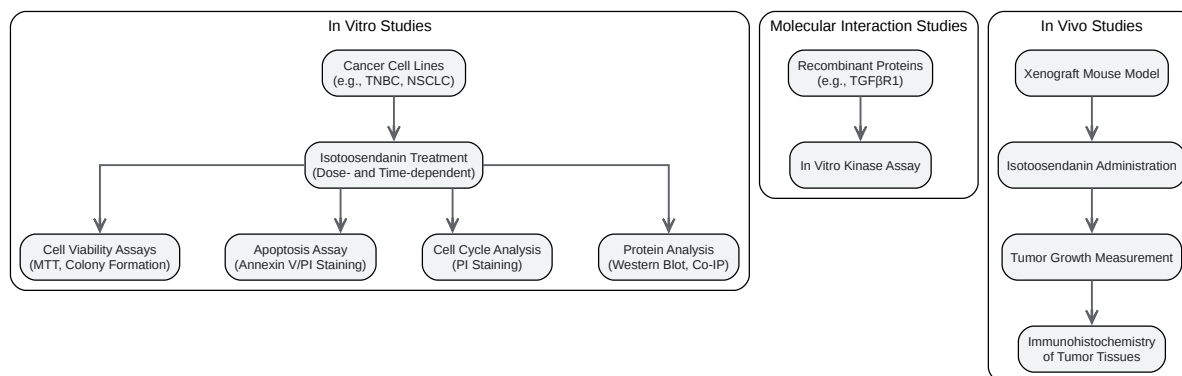 In Vitro Studies
Cancer Cell Lines
(e.g., TNBC, NSCLC)
Isotoosendanin Treatment
(Dose- and Time-dependent)
Cell Viability Assays
(MTT, Colony Formation)
Apoptosis Assay
(Annexin V/PI Staining)
Cell Cycle Analysis
(PI Staining)
Protein Analysis
(Western Blot, Co-IP)
Molecular Interaction Studies
Recombinant Proteins
(e.g., TGFβR1)
In Vitro Kinase Assay
In Vivo Studies
Xenograft Mouse Model
Isotoosendanin Administration
Tumor Growth Measurement
Immunohistochemistry
of Tumor Tissues